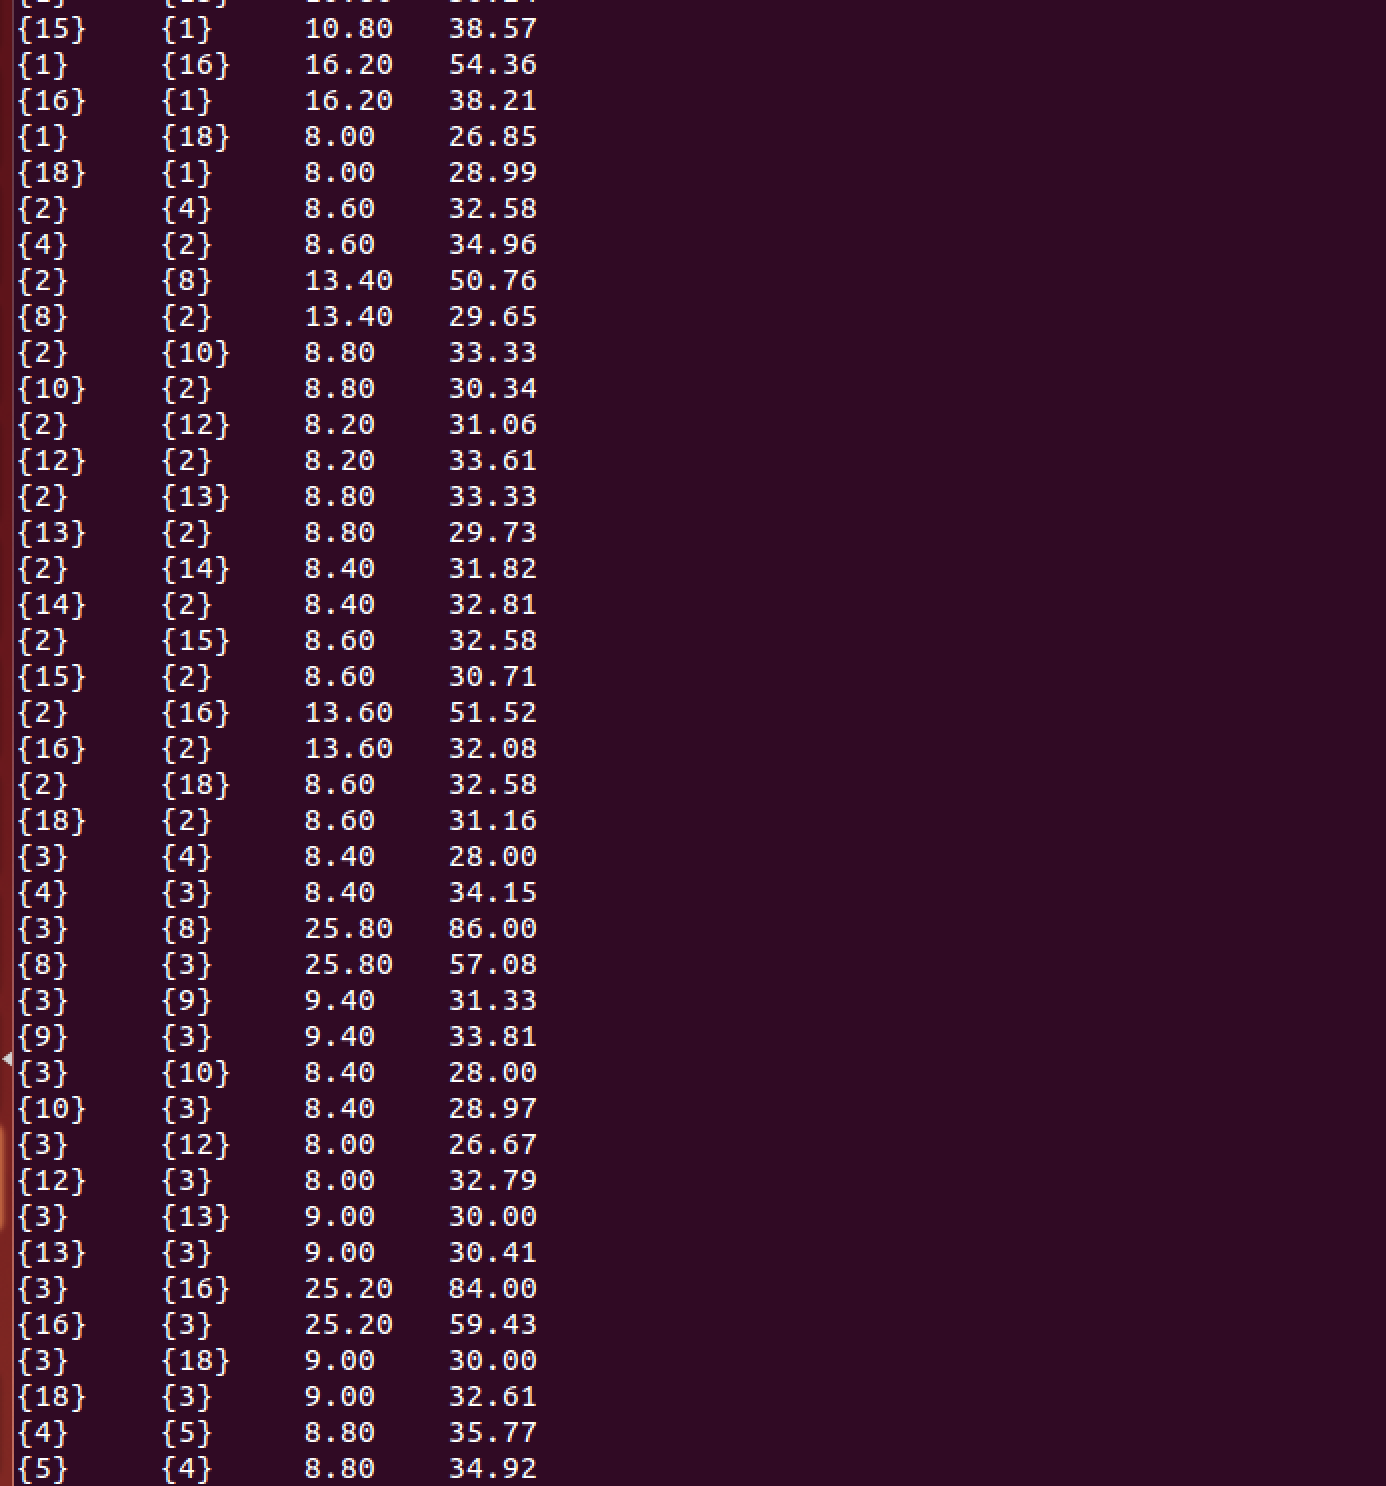 {15} {1} 10.80 38.57
{1} {16} 16.20 54.36
{16} {1} 16.20 38.21
{1} {18} 8.00 26.85
{18} {1} 8.00 28.99
{2} {4} 8.60 32.58
{4} {2} 8.60 34.96
{2} {8} 13.40 50.76
{8} {2} 13.40 29.65
{2} {10} 8.80 33.33
{10} {2} 8.80 30.34
{2} {12} 8.20 31.06
{12} {2} 8.20 33.61
{2} {13} 8.80 33.33
{13} {2} 8.80 29.73
{2} {14} 8.40 31.82
{14} {2} 8.40 32.81
{2} {15} 8.60 32.58
{15} {2} 8.60 30.71
{2} {16} 13.60 51.52
{16} {2} 13.60 32.08
{2} {18} 8.60 32.58
{18} {2} 8.60 31.16
{3} {4} 8.40 28.00
{4} {3} 8.40 34.15
{3} {8} 25.80 86.00
{8} {3} 25.80 57.08
{3} {9} 9.40 31.33
{9} {3} 9.40 33.81
{3} {10} 8.40 28.00
{10} {3} 8.40 28.97
{3} {12} 8.00 26.67
{12} {3} 8.00 32.79
{3} {13} 9.00 30.00
{13} {3} 9.00 30.41
{3} {16} 25.20 84.00
{16} {3} 25.20 59.43
{3} {18} 9.00 30.00
{18} {3} 9.00 32.61
{4} {5} 8.80 35.77
{5} {4} 8.80 34.92